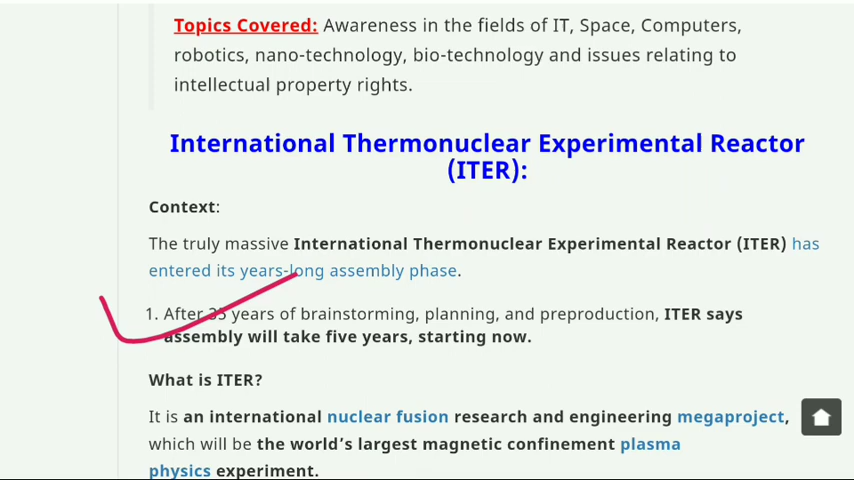 Topics Covered: Awareness in the fields of IT, Space, Computers,
robotics, nano-technology, bio-technology and issues relating to
intellectual property rights.
International Thermonuclear Experimental Reactor
(ITER):
Context:
The truly massive International Thermonuclear Experimental Reactor (ITER) has
entered its years-long assembly phase.
1. After 35 years of brainstorming, planning, and preproduction, ITER says
assembly will take five years, starting now.
What is ITER?
It is an international nuclear fusion research and engineering megaproject,
which will be the world’s largest magnetic confinement plasma
physics experiment.